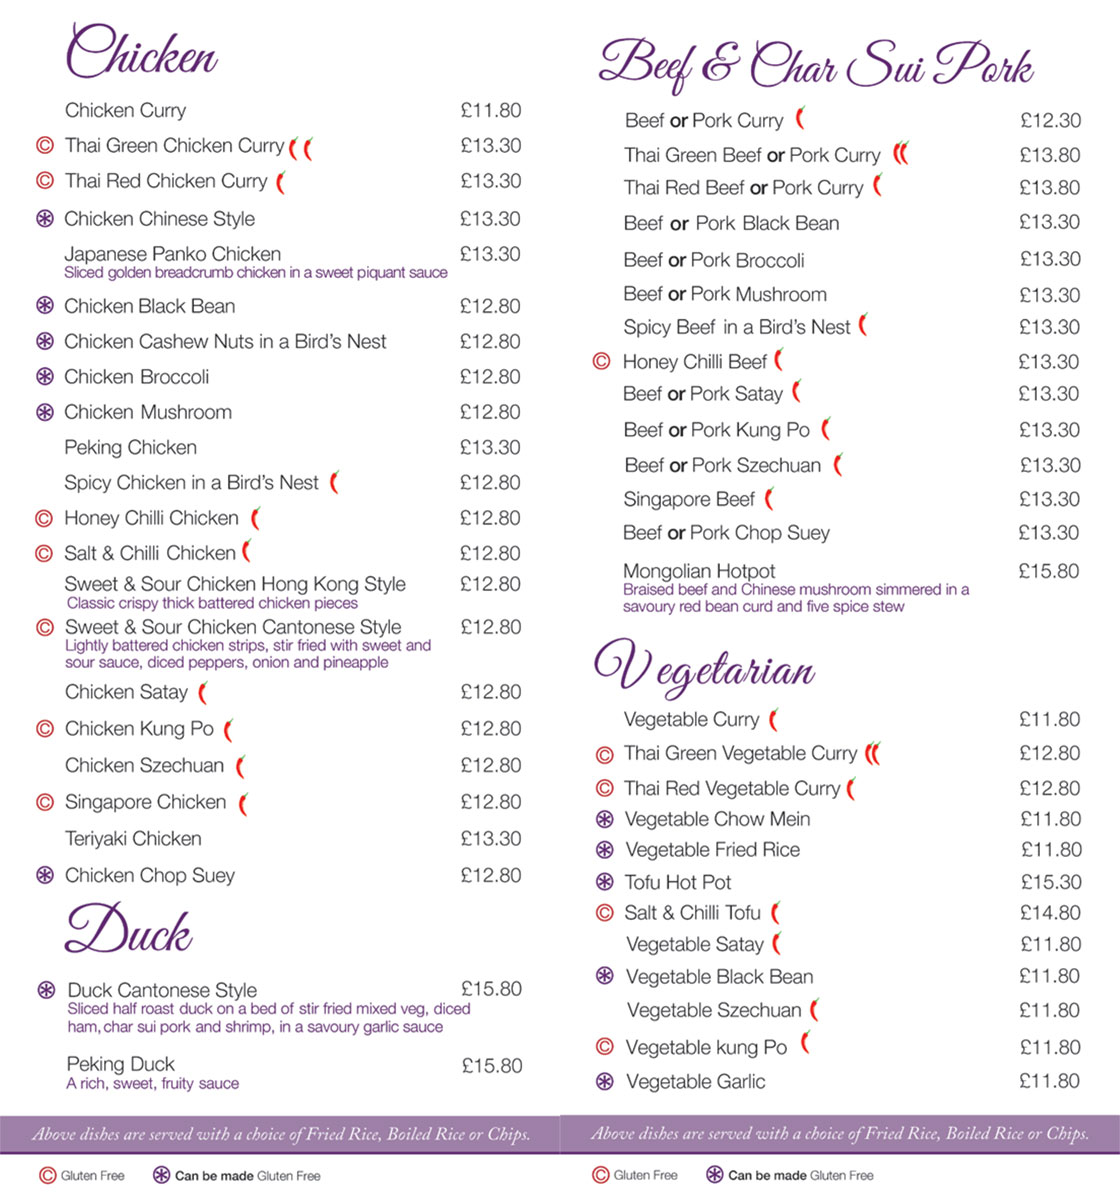 Chicken
Chicken Curry £11.80
© Thai Green Chicken Curry £13.30
© Thai Red Chicken Curry £13.30
Chicken Chinese Style £13.30
Japanese Panko Chicken £13.30
Sliced golden breadcrumb chicken in a sweet piquant sauce
Chicken Black Bean £12.80
Chicken Cashew Nuts in a Bird's Nest £12.80
Chicken Broccoli £12.80
Chicken Mushroom £12.80
Peking Chicken £13.30
Spicy Chicken in a Bird's Nest £12.80
© Honey Chilli Chicken £12.80
© Salt & Chilli Chicken £12.80
Sweet & Sour Chicken Hong Kong Style £12.80
Classic crispy thick battered chicken pieces
© Sweet & Sour Chicken Cantonese Style £12.80
Lightly battered chicken strips, stir fried with sweet and
sour sauce, diced peppers, onion and pineapple
Chicken Satay £12.80
© Chicken Kung Po £12.80
Chicken Szechuan £12.80
© Singapore Chicken £12.80
Teriyaki Chicken £13.30
Chicken Chop Suey £12.80
Duck
Duck Cantonese Style £15.80
Sliced half roast duck on a bed of stir fried mixed veg, diced
ham, char sui pork and shrimp, in a savoury garlic sauce
Peking Duck £15.80
A rich, sweet, fruity sauce
Above dishes are served with a choice of Fried Rice, Boiled Rice or Chips.
© Gluten Free Can be made Gluten Free
Beef & Char Sui Pork
Beef or Pork Curry £12.30
Thai Green Beef or Pork Curry £13.80
Thai Red Beef or Pork Curry £13.80
Beef or Pork Black Bean £13.30
Beef or Pork Broccoli £13.30
Beef or Pork Mushroom £13.30
Spicy Beef in a Bird's Nest £13.30
© Honey Chilli Beef £13.30
Beef or Pork Satay £13.30
Beef or Pork Kung Po £13.30
Beef or Pork Szechuan £13.30
Singapore Beef £13.30
Beef or Pork Chop Suey £13.30
Mongolian Hotpot £15.80
Braised beef and Chinese mushroom simmered in a
savoury red bean curd and five spice stew
Vegetarian
Vegetable Curry £11.80
© Thai Green Vegetable Curry £12.80
© Thai Red Vegetable Curry £12.80
Vegetable Chow Mein £11.80
Vegetable Fried Rice £11.80
Tofu Hot Pot £15.30
© Salt & Chilli Tofu £14.80
Vegetable Satay £11.80
Vegetable Black Bean £11.80
Vegetable Szechuan £11.80
© Vegetable kung Po £11.80
Vegetable Garlic £11.80
Above dishes are served with a choice of Fried Rice, Boiled Rice or Chips.
© Gluten Free Can be made Gluten Free